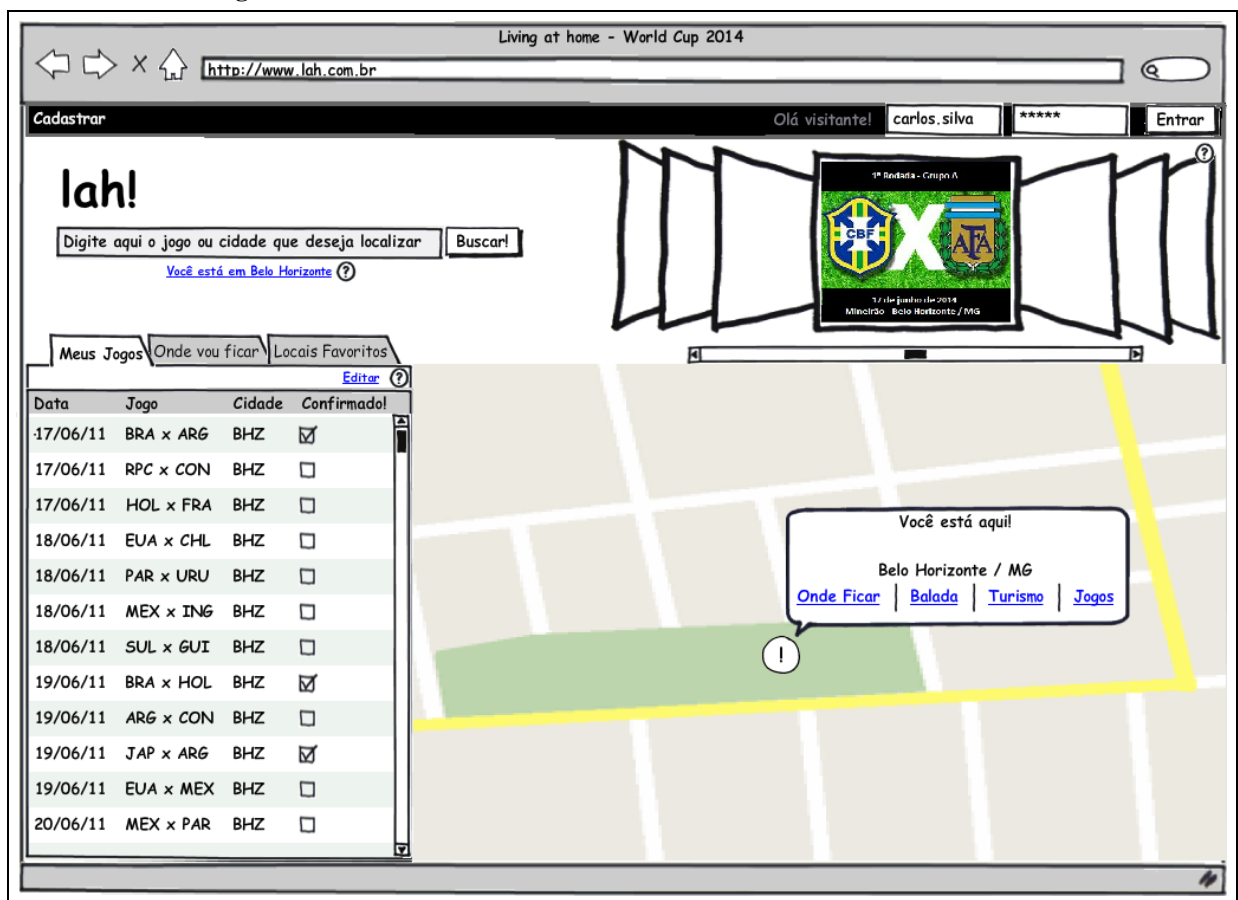 Living at home - World Cup 2014
X
http://www.lah.com.br
Cadastrar Olá visitante! carlos.silva ***** Entrar
?
lah!
Digite aqui o jogo ou cidade que deseja localizar Buscar!
Você está em Belo Horizonte ?
1ª Rodada - Grupo A
CBF X AFA
17 de junho de 2014
Mineirão - Belo Horizonte / MG
Meus Jogos Onde vou ficar Locais Favoritos
Editar ?
Data Jogo Cidade Confirmado!
17/06/11 BRA x ARG BHZ
17/06/11 RPC x CON BHZ
17/06/11 HOL x FRA BHZ
18/06/11 EUA x CHL BHZ
18/06/11 PAR x URU BHZ
18/06/11 MEX x ING BHZ
18/06/11 SUL x GUI BHZ
19/06/11 BRA x HOL BHZ
19/06/11 ARG x CON BHZ
19/06/11 JAP x ARG BHZ
19/06/11 EUA x MEX BHZ
20/06/11 MEX x PAR BHZ
Você está aqui!
Belo Horizonte / MG
Onde Ficar | Balada | Turismo | Jogos
!